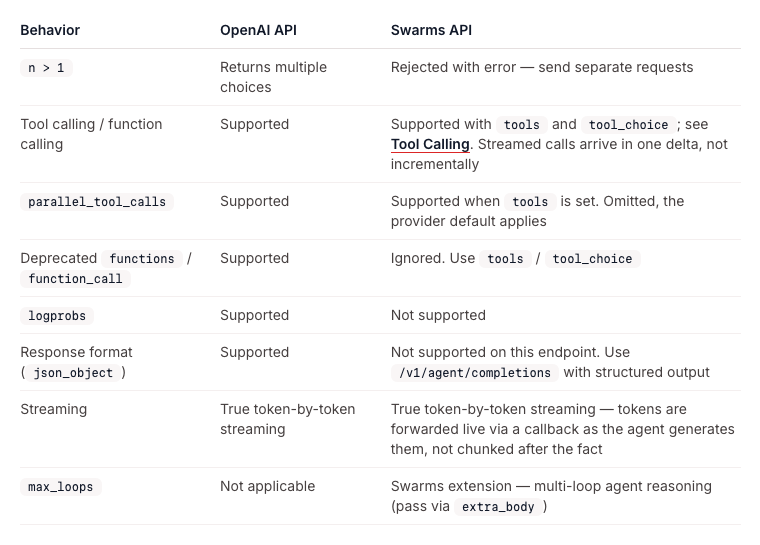 Behavior OpenAI API Swarms API
n > 1 Returns multiple Rejected with error — send separate requests
choices
Tool calling / function Supported Supported with tools and tool_choice ; see
calling Tool Calling. Streamed calls arrive in one delta, not
incrementally
parallel_tool_calls Supported Supported when tools is set. Omitted, the
provider default applies
Deprecated functions / Supported Ignored. Use tools / tool_choice
function_call
logprobs Supported Not supported
Response format Supported Not supported on this endpoint. Use
( json_object ) /v1/agent/completions with structured output
Streaming True token-by-token True token-by-token streaming — tokens are
streaming forwarded live via a callback as the agent generates
them, not chunked after the fact
max_loops Not applicable Swarms extension — multi-loop agent reasoning
(pass via extra_body )